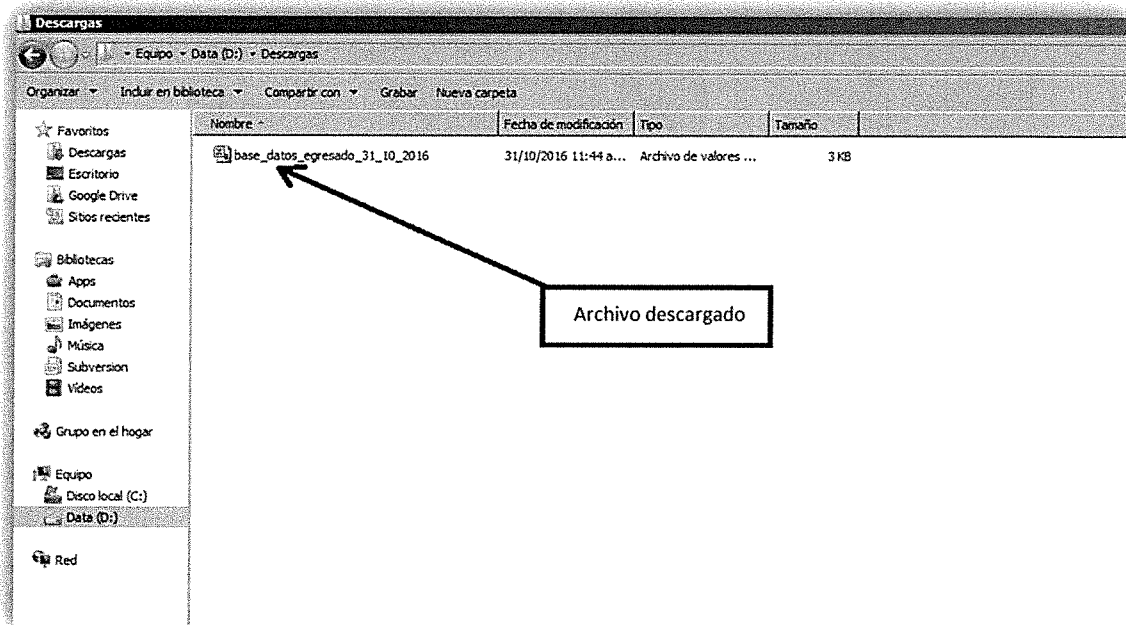 Descargas
Equipo - Data (D:) - Descargas
Organizar Incluir en biblioteca Compartir con Grabar Nueva carpeta
Nombre Fecha de modificación Tipo Tamaño
base_datos_egresado_31_10_2016 31/10/2016 11:44 a... Archivo de valores ... 3 KB
Favoritos
Descargas
Escritorio
Google Drive
Sitios recientes
Bibliotecas
Apps
Documentos
Imágenes
Música
Subversion
Vídeos
Grupo en el hogar
Equipo
Disco local (C:)
Data (D:)
Red
Archivo descargado